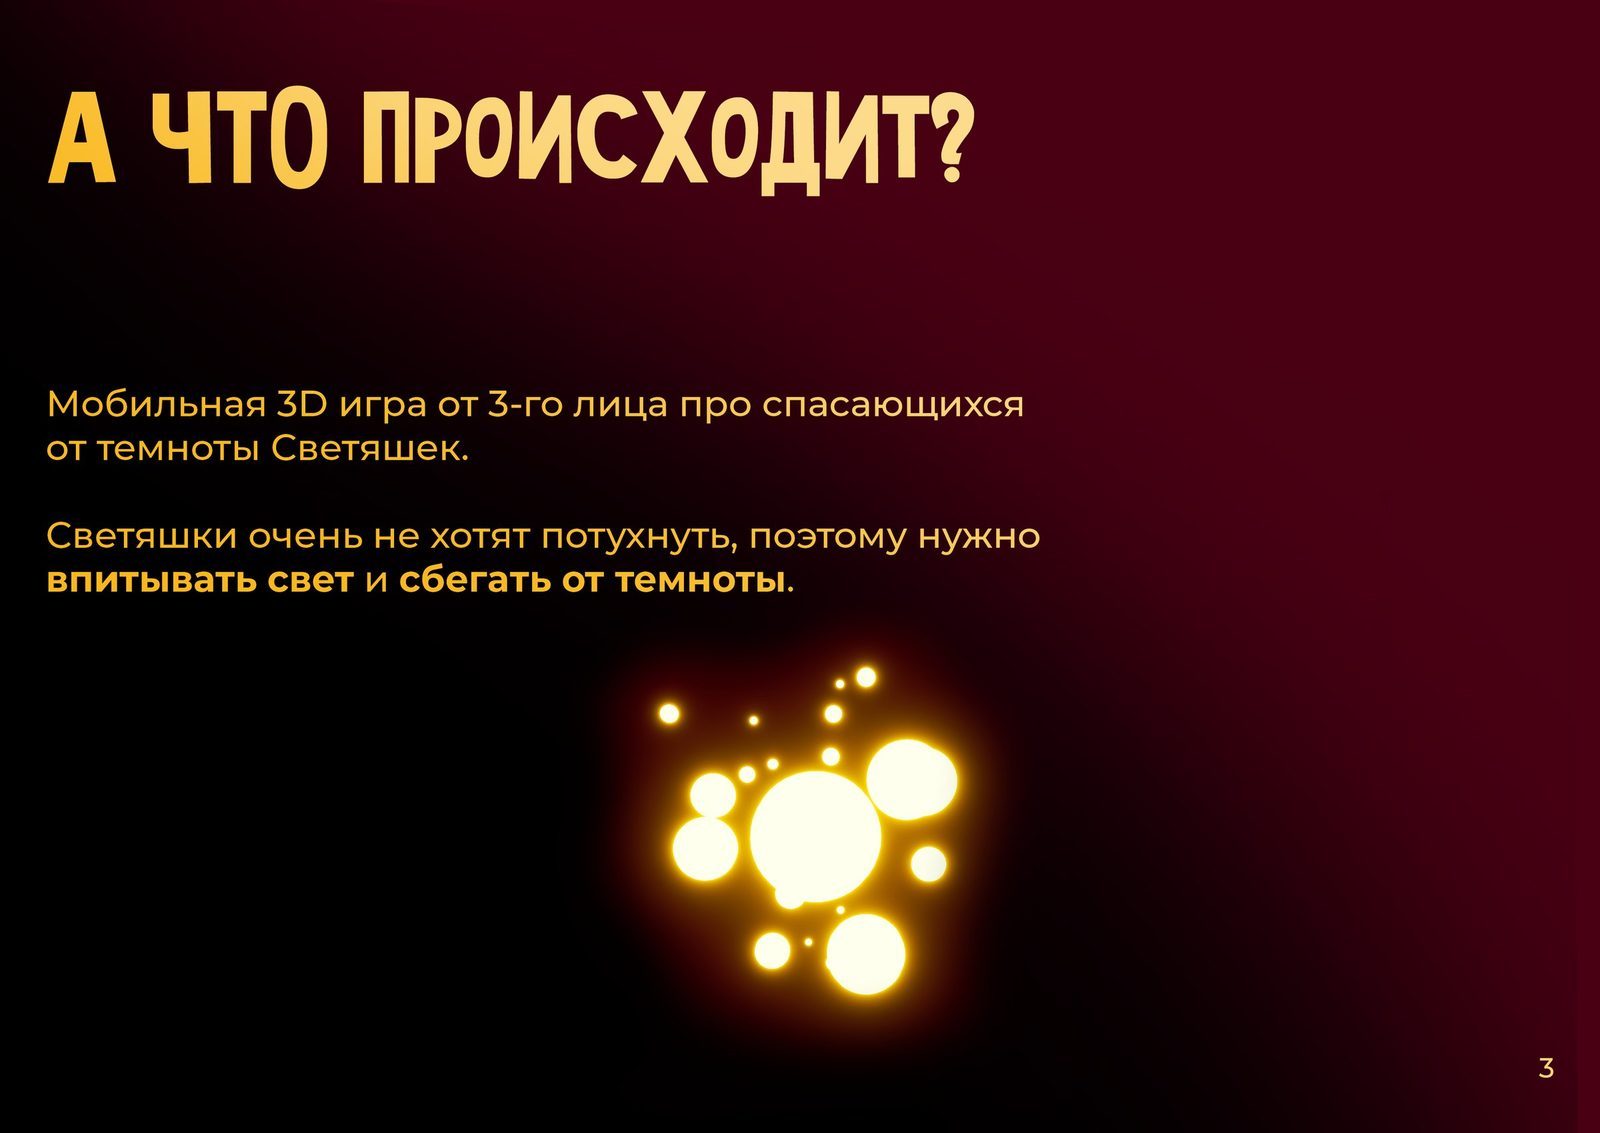 А ЧТО ПРОИСХОДИТ?
Мобильная 3D игра от 3-го лица про спасающихся
от темноты Светяшек.
Светяшки очень не хотят потухнуть, поэтому нужно
впитывать свет и сбегать от темноты.
3